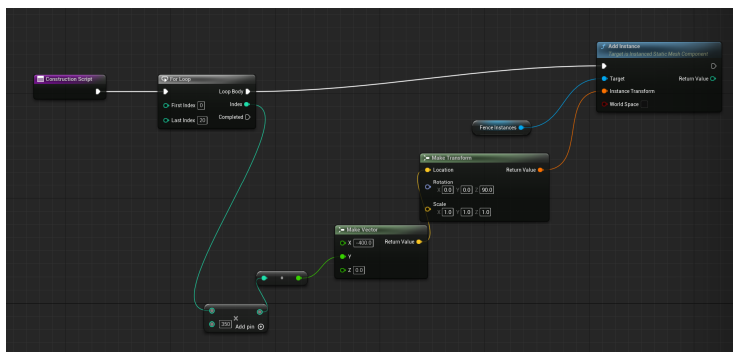 Construction Script
For Loop
Loop Body
First Index 0
Index
Last Index 20
Completed
Add Instance
Target is Instanced Static Mesh Component
Target
Return Value
Instance Transform
World Space
Fence Instances
Make Transform
Location
Return Value
Rotation
X 0.0 Y 0.0 Z 90.0
Scale
X 1.0 Y 1.0 Z 1.0
Make Vector
X -400.0
Return Value
Y
Z 0.0
X
350 Add pin